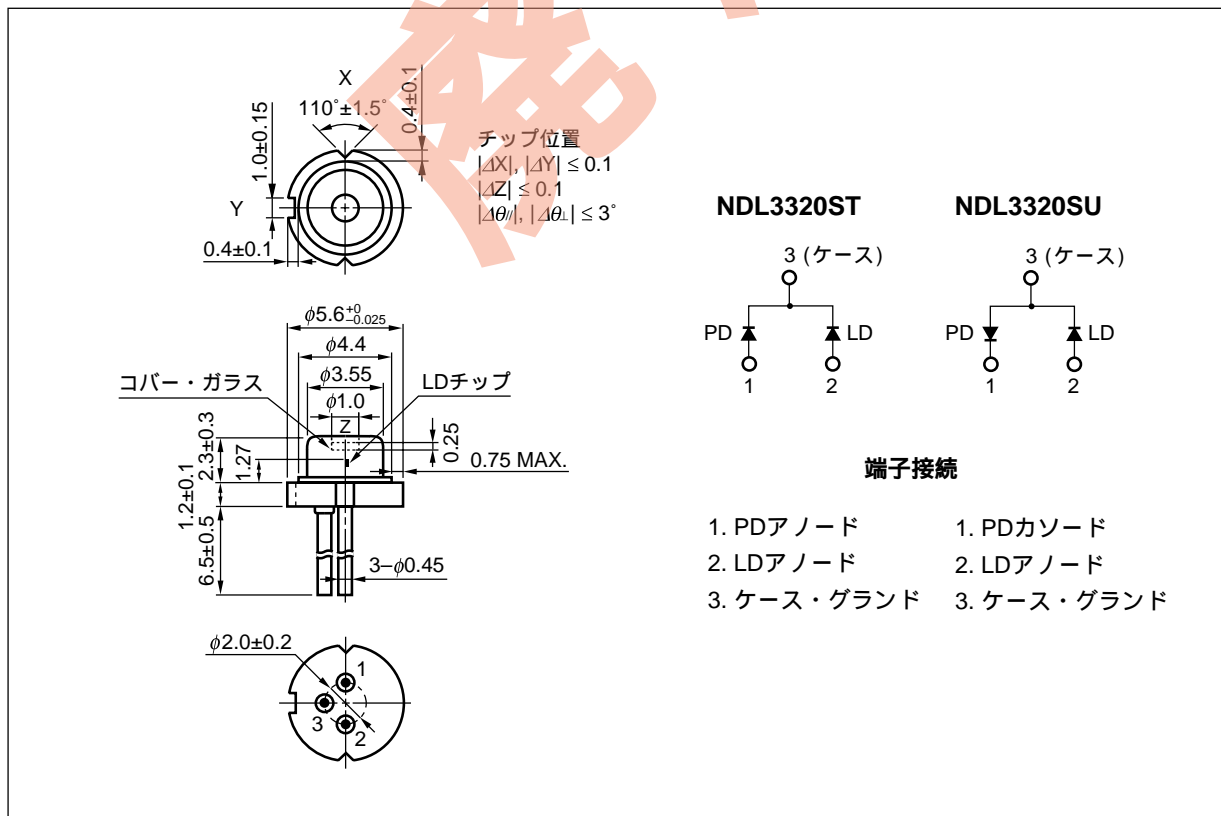 X
110°±1.5°
0.4±0.1
1.0±0.15
Y
0.4±0.1
チップ位置
|ΔX|, |ΔY| ≤ 0.1
|ΔZ| ≤ 0.1
|Δθ//|, |Δθ⊥| ≤ 3°
φ5.6 +0 −0.025
φ4.4
φ3.55
φ1.0
コバー・ガラス
LDチップ
Z
0.25
2.3±0.3
1.27
0.75 MAX.
1.2±0.1
6.5±0.5
3−φ0.45
φ2.0±0.2
1
3
2
NDL3320ST
3 (ケース)
PD
LD
1
2
NDL3320SU
3 (ケース)
PD
LD
1
2
端子接続
1. PDアノード
2. LDアノード
3. ケース・グランド
1. PDカソード
2. LDアノード
3. ケース・グランド